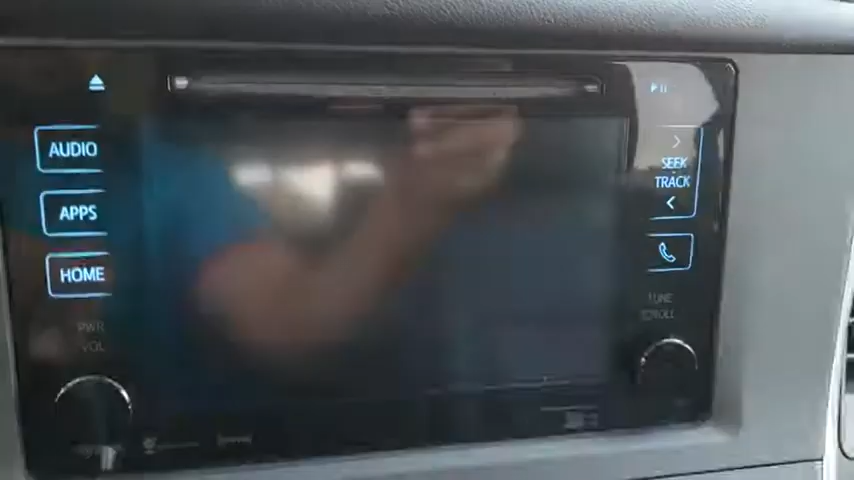 AUDIO
APPS
HOME
PWR
VOL
SEEK
TRACK
TUNE
SCROLL